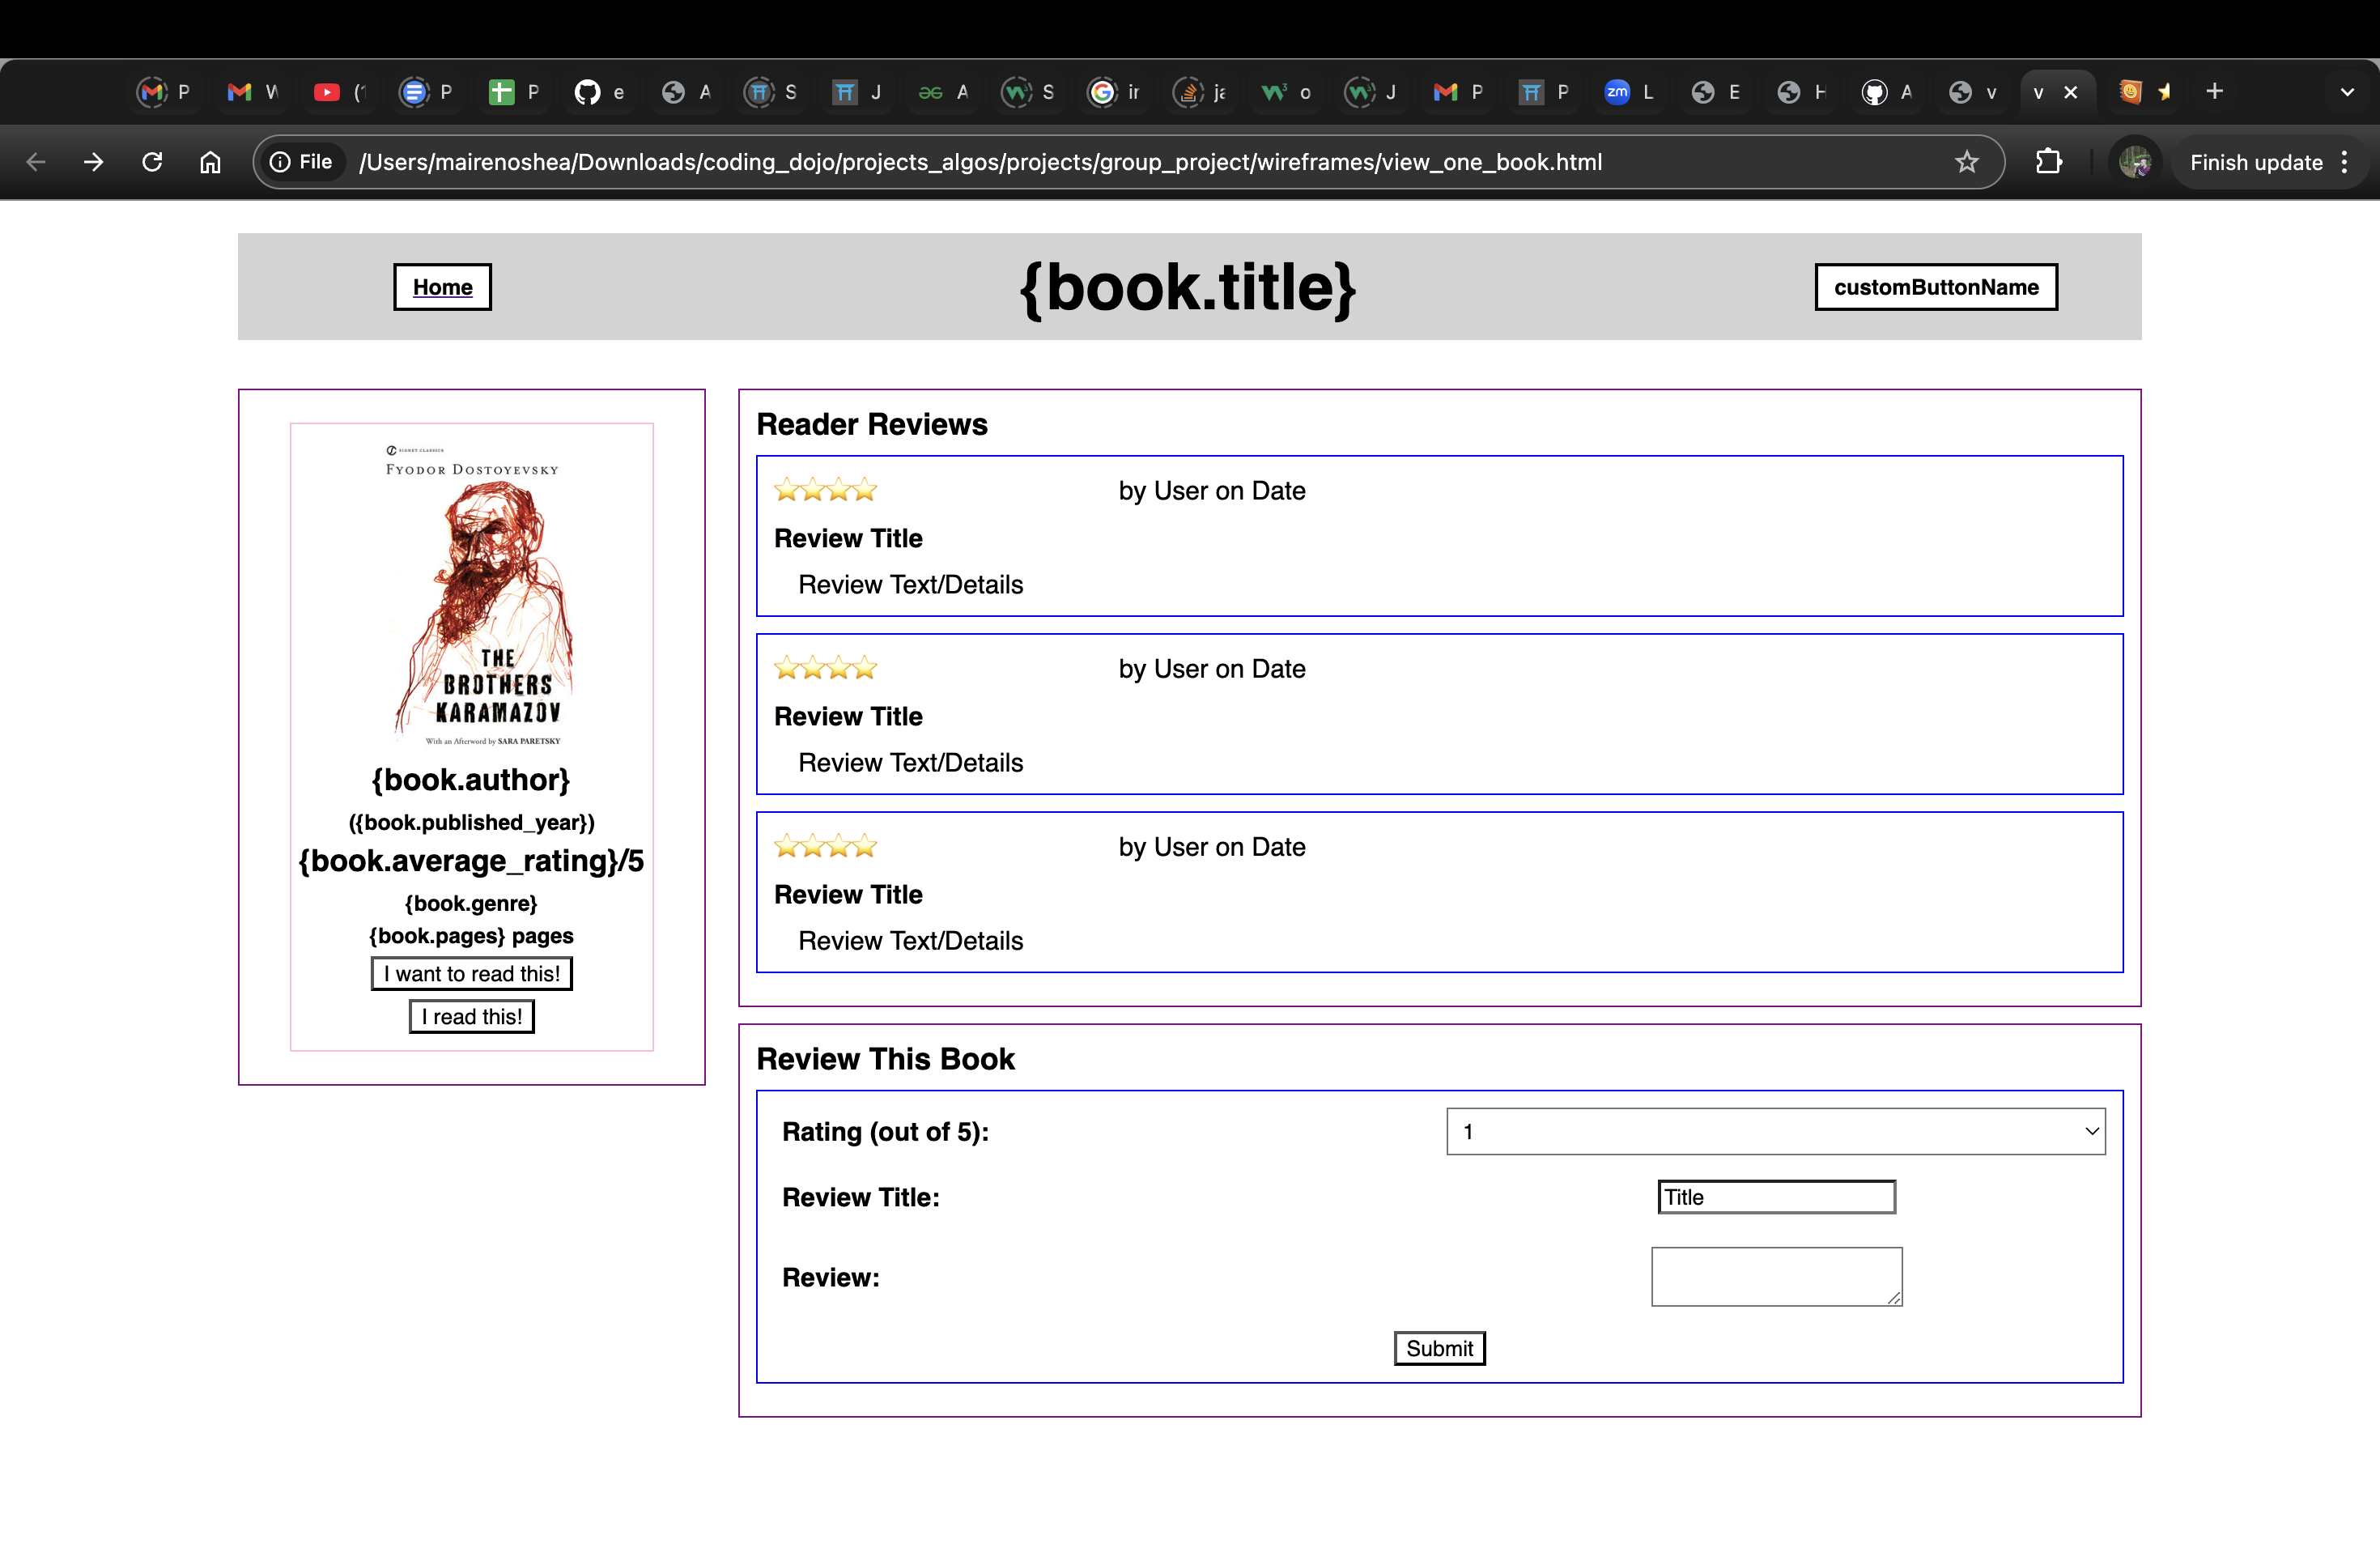 P W (1 P P e A S J A S ir ja o J P P L E H A v v
File /Users/mairenoshea/Downloads/coding_dojo/projects_algos/projects/group_project/wireframes/view_one_book.html Finish update
Home {book.title} customButtonName
SIGNET CLASSICS
FYODOR DOSTOYEVSKY
THE
BROTHERS
KARAMAZOV
With an Afterword by SARA PARETSKY
{book.author}
({book.published_year})
{book.average_rating}/5
{book.genre}
{book.pages} pages
I want to read this!
I read this!
Reader Reviews
⭐⭐⭐⭐ by User on Date
Review Title
Review Text/Details
⭐⭐⭐⭐ by User on Date
Review Title
Review Text/Details
⭐⭐⭐⭐ by User on Date
Review Title
Review Text/Details
Review This Book
Rating (out of 5): 1
Review Title: Title
Review:
Submit